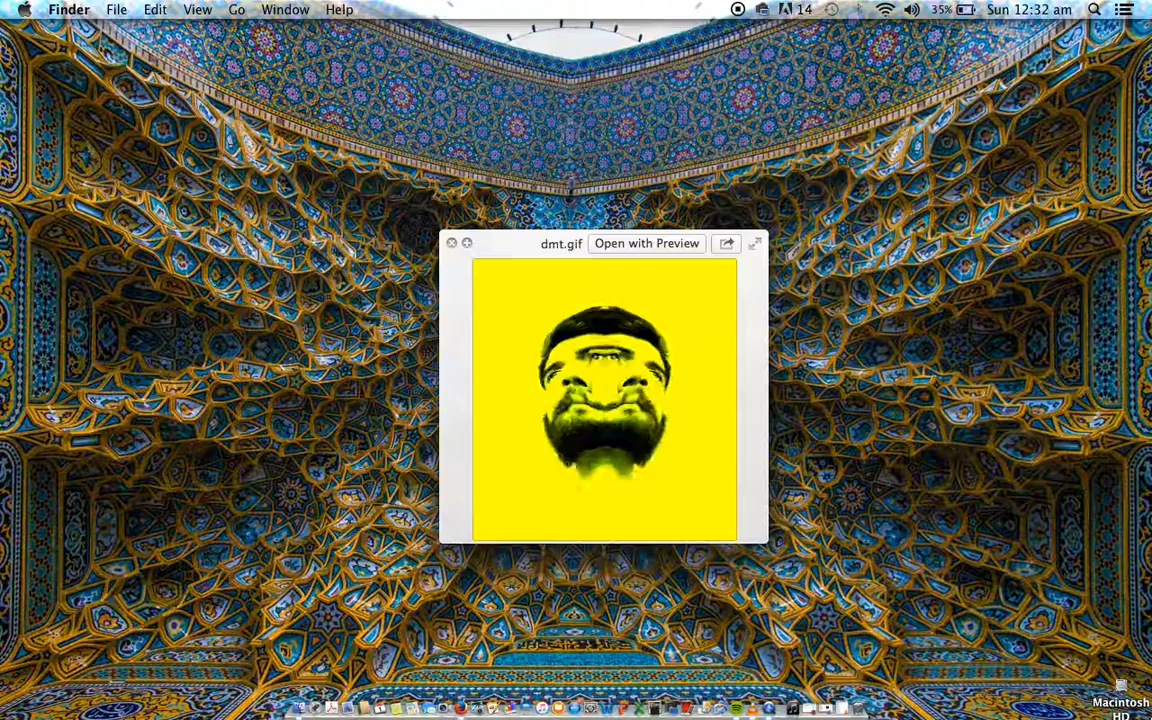 Finder File Edit View Go Window Help 14 35% Sun 12:32 am
dmt.gif Open with Preview
Macintosh
HD